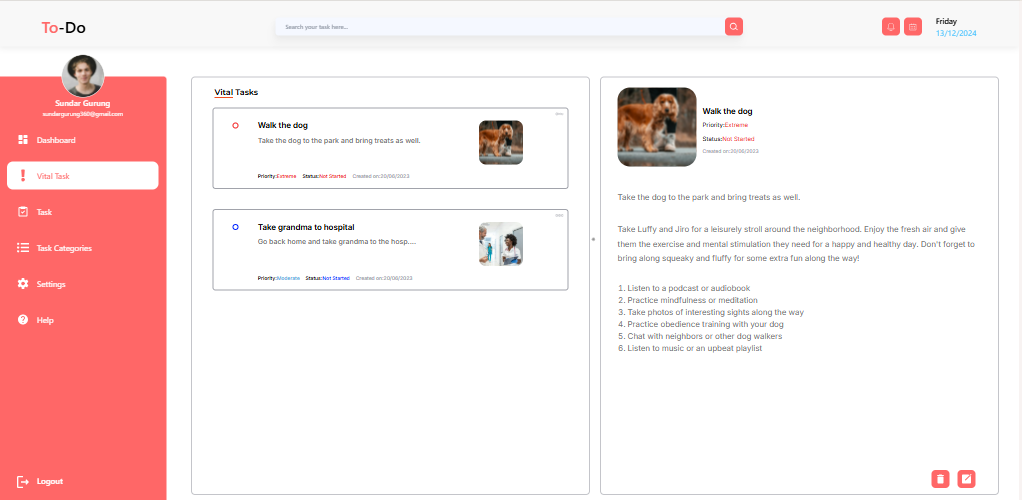 To-Do
Search your task here...
Friday
13/12/2024
Sundar Gurung
sundargurung360@gmail.com
Dashboard
Vital Task
Task
Task Categories
Settings
Help
Logout
Vital Tasks
Walk the dog
Take the dog to the park and bring treats as well.
Priority:Extreme Status:Not Started Created on:20/06/2023
Take grandma to hospital
Go back home and take grandma to the hosp....
Priority:Moderate Status:Not Started Created on:20/06/2023
Walk the dog
Priority:Extreme
Status:Not Started
Created on:20/06/2023
Take the dog to the park and bring treats as well.
Take Luffy and Jiro for a leisurely stroll around the neighborhood. Enjoy the fresh air and give
them the exercise and mental stimulation they need for a happy and healthy day. Don't forget to
bring along squeaky and fluffy for some extra fun along the way!
1. Listen to a podcast or audiobook
2. Practice mindfulness or meditation
3. Take photos of interesting sights along the way
4. Practice obedience training with your dog
5. Chat with neighbors or other dog walkers
6. Listen to music or an upbeat playlist